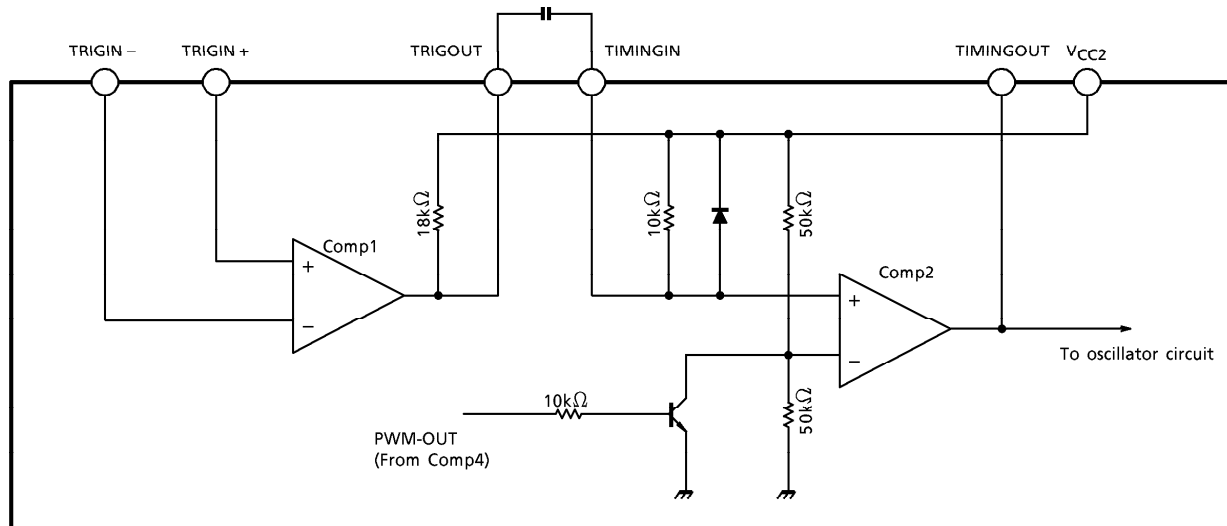 TRIGIN –
TRIGIN +
TRIGOUT
TIMINGIN
TIMINGOUT
VCC2
18kΩ
10kΩ
50kΩ
Comp1
Comp2
+
–
+
–
To oscillator circuit
10kΩ
50kΩ
PWM-OUT
(From Comp4)